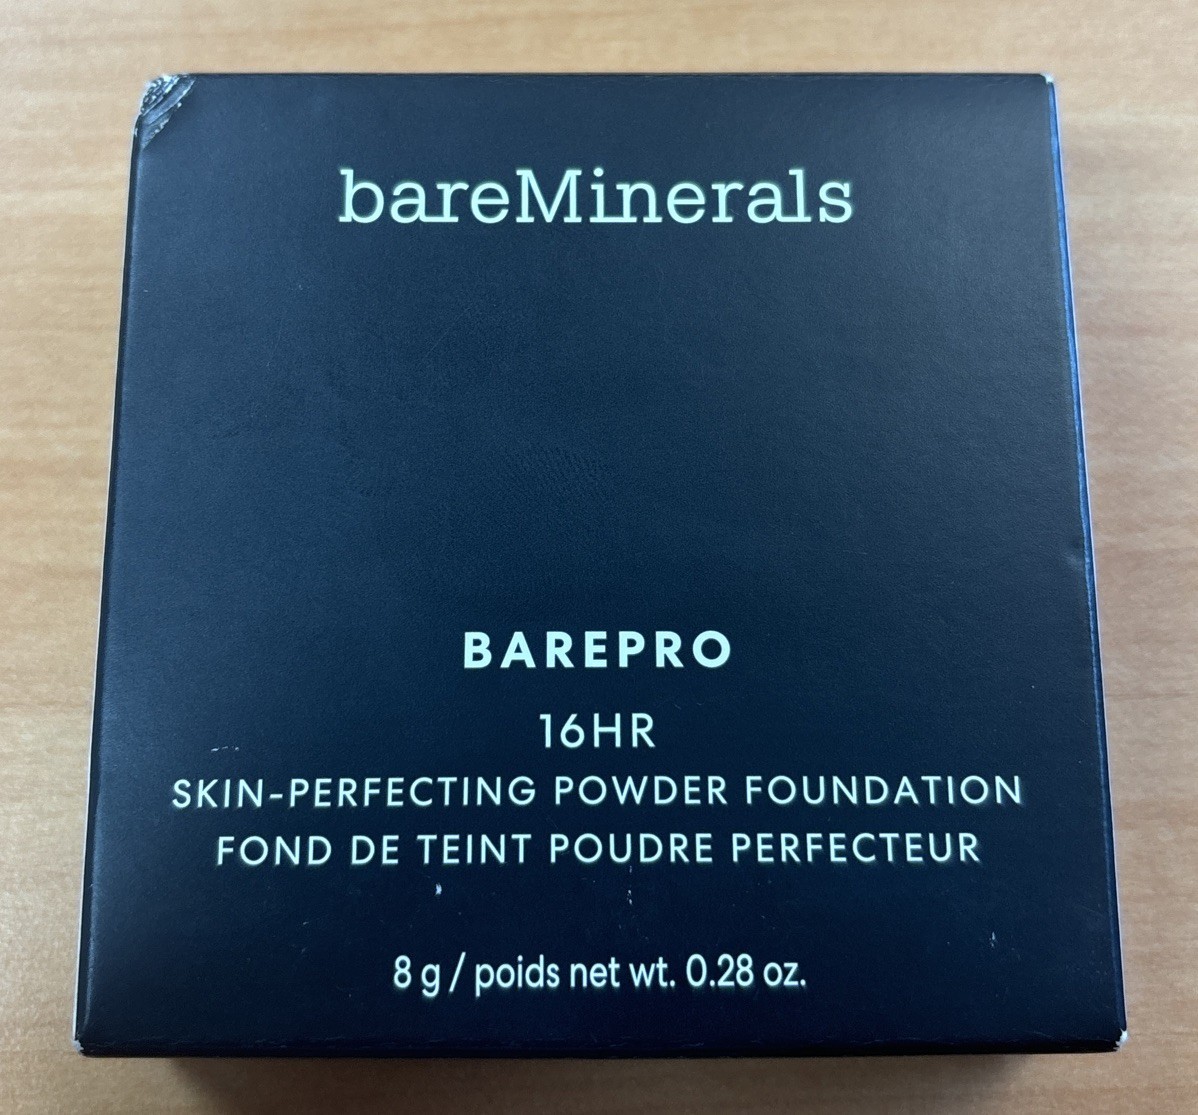 bareMinerals
BAREPRO
16HR
SKIN-PERFECTING POWDER FOUNDATION
FOND DE TEINT POUDRE PERFECTEUR
8 g / poids net wt. 0.28 oz.